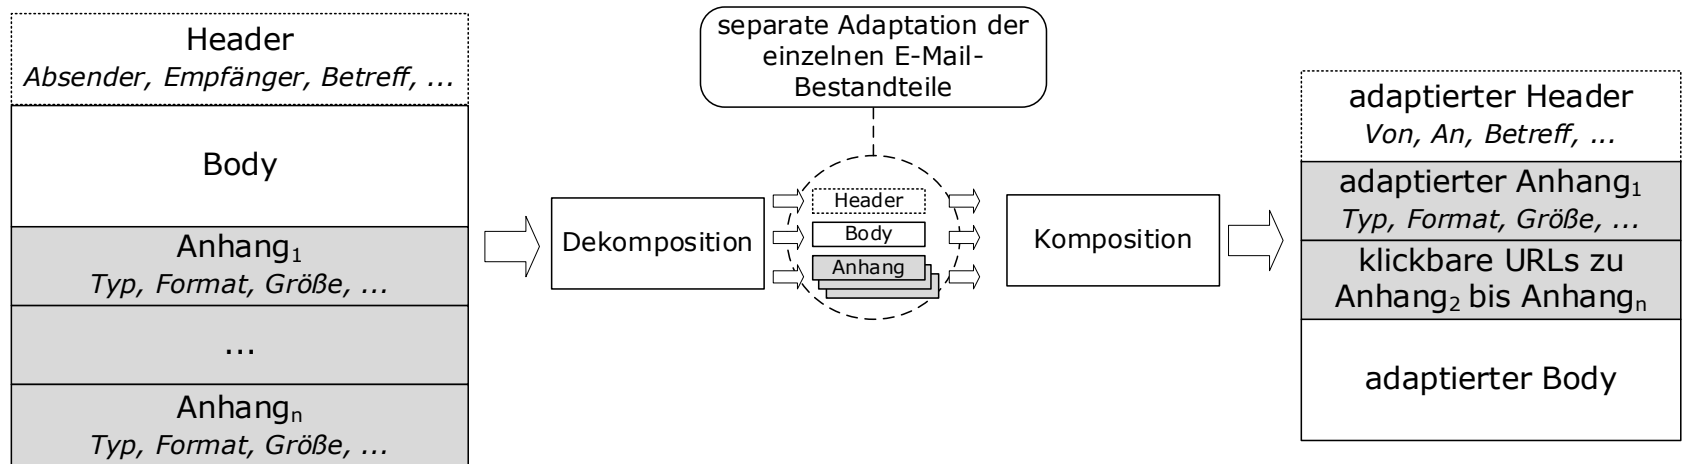 Header
Absender, Empfänger, Betreff, ...
Body
Anhang₁
Typ, Format, Größe, ...
...
Anhangₙ
Typ, Format, Größe, ...
Dekomposition
separate Adaptation der
einzelnen E-Mail-
Bestandteile
Header
Body
Anhang
Komposition
adaptierter Header
Von, An, Betreff, ...
adaptierter Anhang₁
Typ, Format, Größe, ...
klickbare URLs zu
Anhang₂ bis Anhangₙ
adaptierter Body